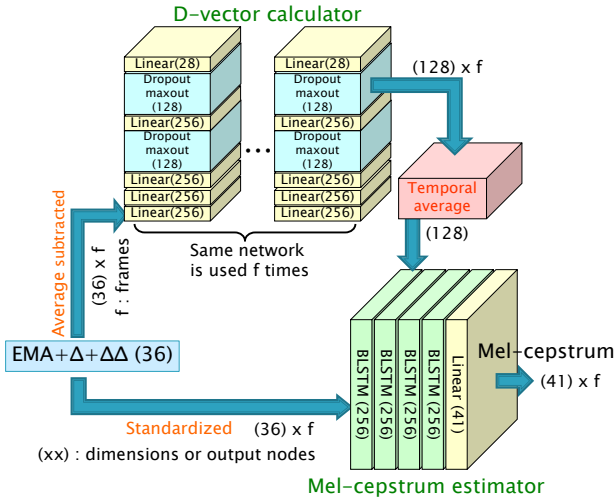 D-vector calculator
Linear(28)
Dropout
maxout
(128)
Linear(256)
Dropout
maxout
(128)
Linear(256)
Linear(256)
Linear(256)
...
Linear(28)
Dropout
maxout
(128)
Linear(256)
Dropout
maxout
(128)
Linear(256)
Linear(256)
Linear(256)
(128) x f
Temporal
average
(128)
Same network
is used f times
Average subtracted
(36) x f
f : frames
EMA+Δ+ΔΔ (36)
BLSTM (256)
BLSTM (256)
BLSTM (256)
BLSTM (256)
Linear (41)
Mel-cepstrum
(41) x f
Standardized
(36) x f
(xx) : dimensions or output nodes
Mel-cepstrum estimator